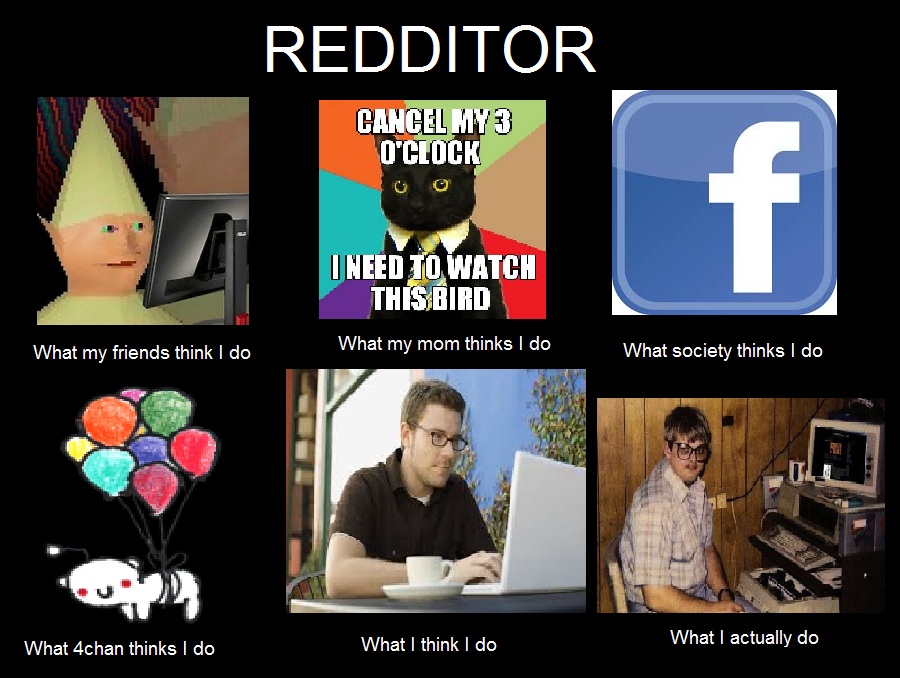 REDDITOR
CANCEL MY 3
O'CLOCK
I NEED TO WATCH
THIS BIRD
f
What my friends think I do
What my mom thinks I do
What society thinks I do
What 4chan thinks I do
What I think I do
What I actually do